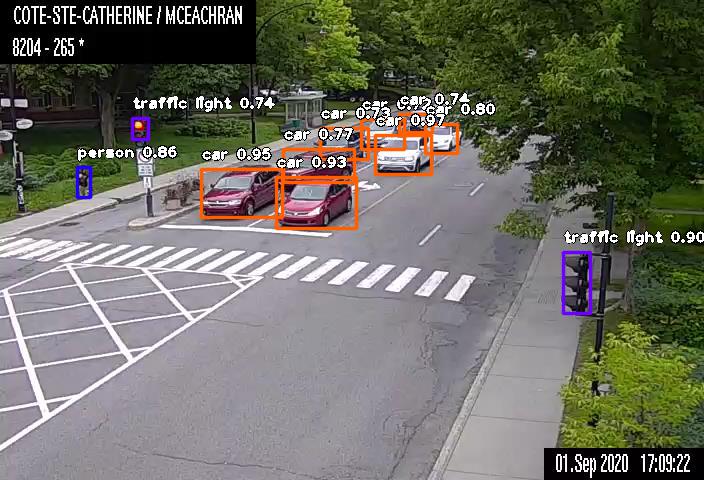 COTE-STE-CATHERINE / MCEACHRAN
8204 - 265 *
traffic light 0.74
person 0.86
car 0.95
car 0.77
car 0.93
car 0.73
car 0.74
car 0.80
car 0.97
traffic light 0.90
01.Sep 2020 17:09:22